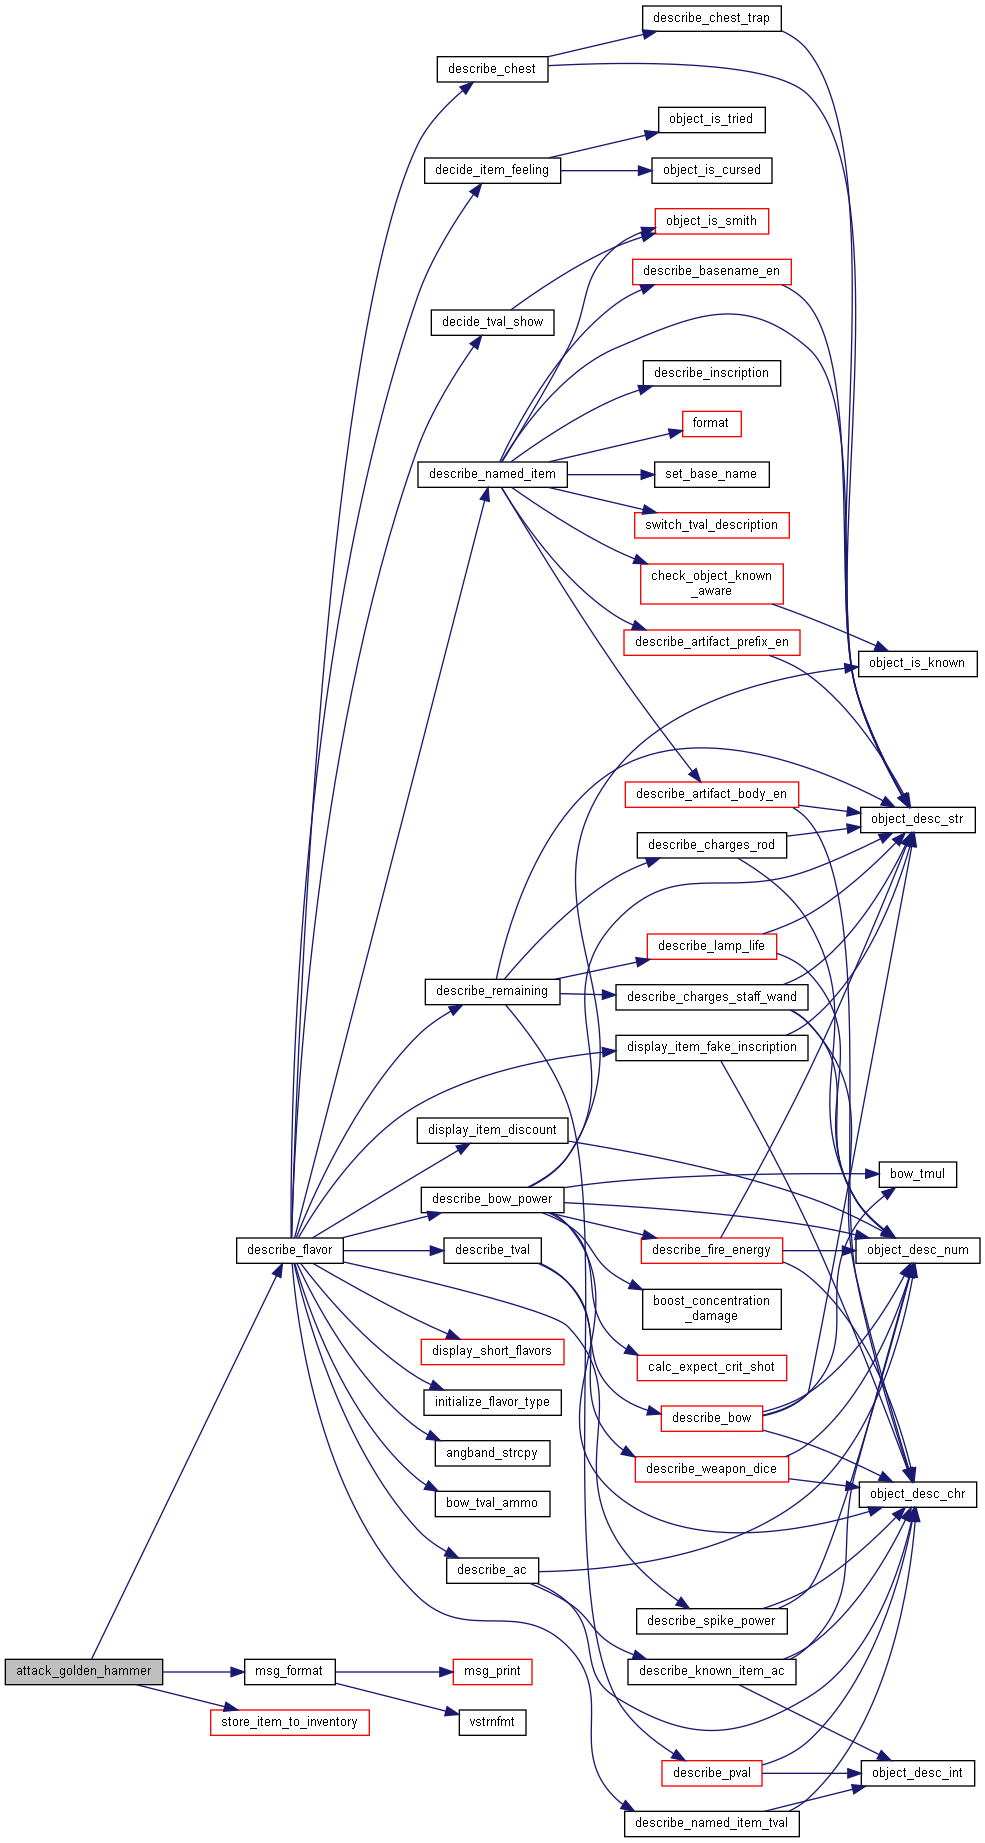 describe_chest_trap
describe_chest
object_is_tried
decide_item_feeling
object_is_cursed
object_is_smith
describe_basename_en
decide_tval_show
describe_inscription
format
describe_named_item
set_base_name
switch_tval_description
check_object_known
_aware
describe_artifact_prefix_en
object_is_known
describe_artifact_body_en
object_desc_str
describe_charges_rod
describe_lamp_life
describe_remaining
describe_charges_staff_wand
display_item_fake_inscription
display_item_discount
bow_tmul
describe_bow_power
describe_flavor
describe_tval
describe_fire_energy
object_desc_num
boost_concentration
_damage
display_short_flavors
calc_expect_crit_shot
initialize_flavor_type
describe_bow
angband_strcpy
describe_weapon_dice
object_desc_chr
bow_tval_ammo
describe_ac
describe_spike_power
attack_golden_hammer
msg_format
msg_print
describe_known_item_ac
store_item_to_inventory
vstrnfmt
describe_pval
object_desc_int
describe_named_item_tval